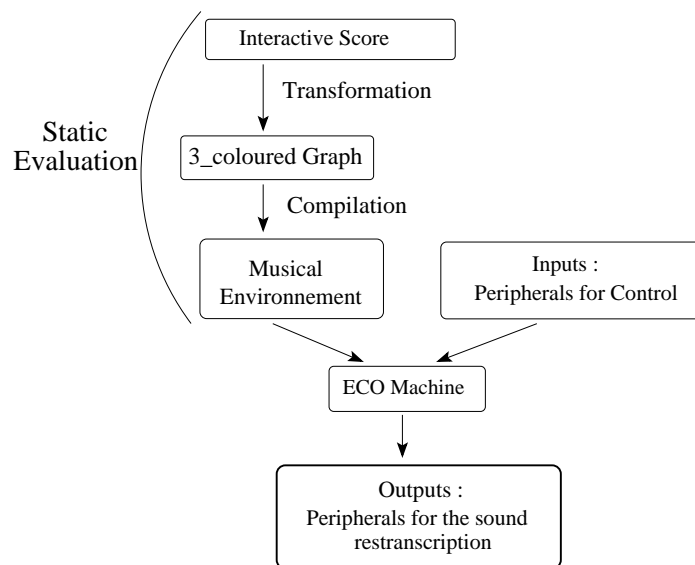 Interactive Score
Transformation
Static
Evaluation
3_coloured Graph
Compilation
Musical
Environnement
Inputs :
Peripherals for Control
ECO Machine
Outputs :
Peripherals for the sound
restranscription